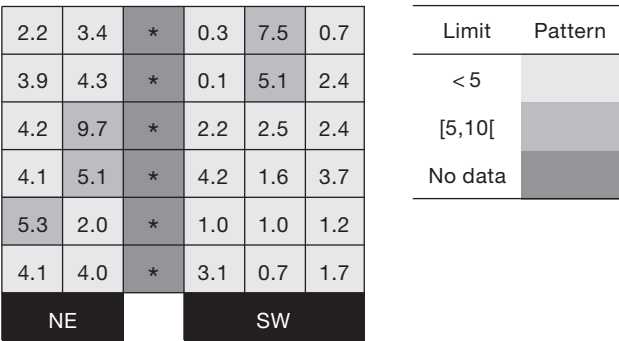 2.2 3.4 * 0.3 7.5 0.7
3.9 4.3 * 0.1 5.1 2.4
4.2 9.7 * 2.2 2.5 2.4
4.1 5.1 * 4.2 1.6 3.7
5.3 2.0 * 1.0 1.0 1.2
4.1 4.0 * 3.1 0.7 1.7
NE SW
Limit Pattern
< 5
[5,10[
No data